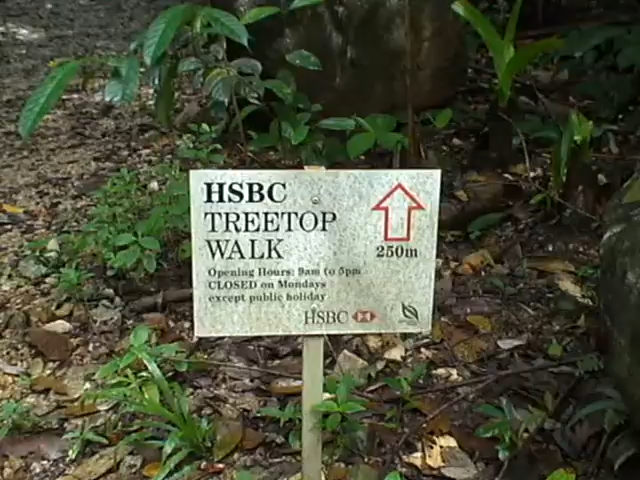 HSBC
TREETOP
WALK
250m
Opening Hours: 9am to 5pm
CLOSED on Mondays
except public holiday
HSBC